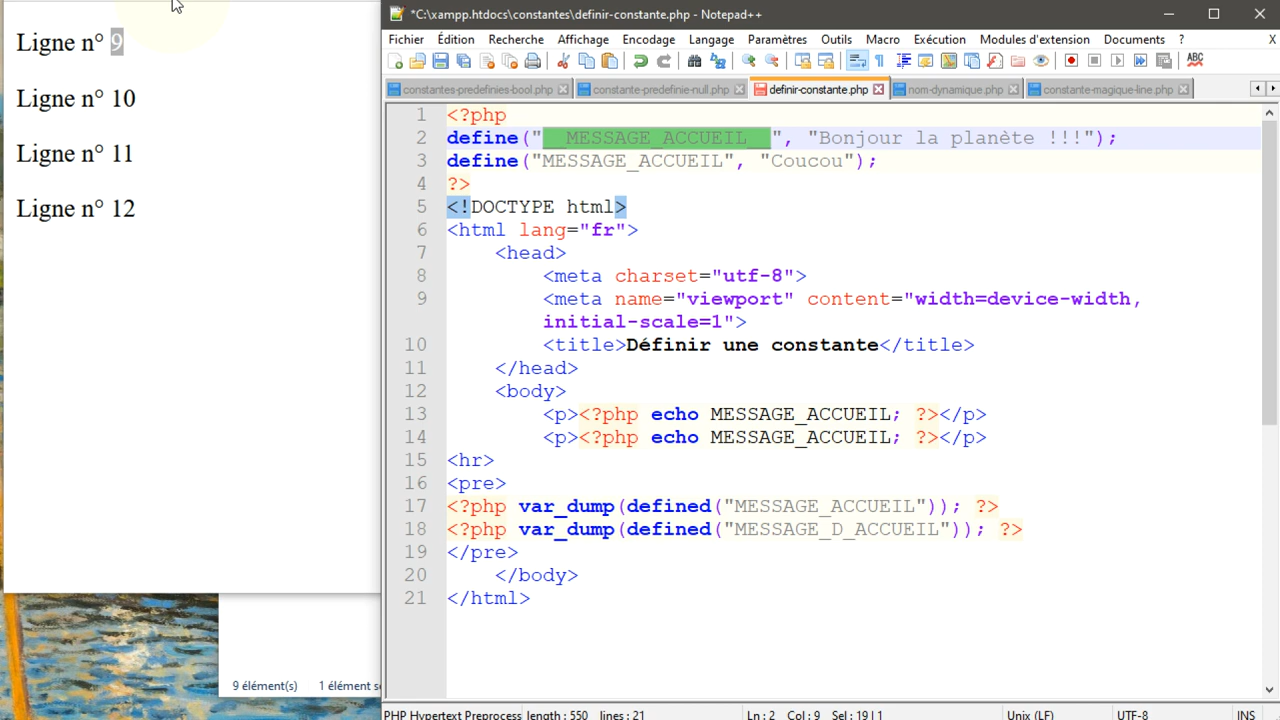 Ligne n° 9
Ligne n° 10
Ligne n° 11
Ligne n° 12
9 élément(s) 1 élément
*C:\xampp.htdocs\constantes\definir-constante.php - Notepad++
Fichier Édition Recherche Affichage Encodage Langage Paramètres Outils Macro Exécution Modules d'extension Documents ? X
constantes-predefinies-bool.php constante-predefinie-null.php definir-constante.php nom-dynamique.php constante-magique-line.php
1 <?php
2 define("__MESSAGE_ACCUEIL__", "Bonjour la planète !!!");
3 define("MESSAGE_ACCUEIL", "Coucou");
4 ?>
5 <!DOCTYPE html>
6 <html lang="fr">
7 <head>
8 <meta charset="utf-8">
9 <meta name="viewport" content="width=device-width,
initial-scale=1">
10 <title>Définir une constante</title>
11 </head>
12 <body>
13 <p><?php echo MESSAGE_ACCUEIL; ?></p>
14 <p><?php echo MESSAGE_ACCUEIL; ?></p>
15 <hr>
16 <pre>
17 <?php var_dump(defined("MESSAGE_ACCUEIL")); ?>
18 <?php var_dump(defined("MESSAGE_D_ACCUEIL")); ?>
19 </pre>
20 </body>
21 </html>
PHP Hypertext Preprocess length : 550 lines : 21 Ln : 2 Col : 9 Sel : 19 | 1 Unix (LF) UTF-8 INS